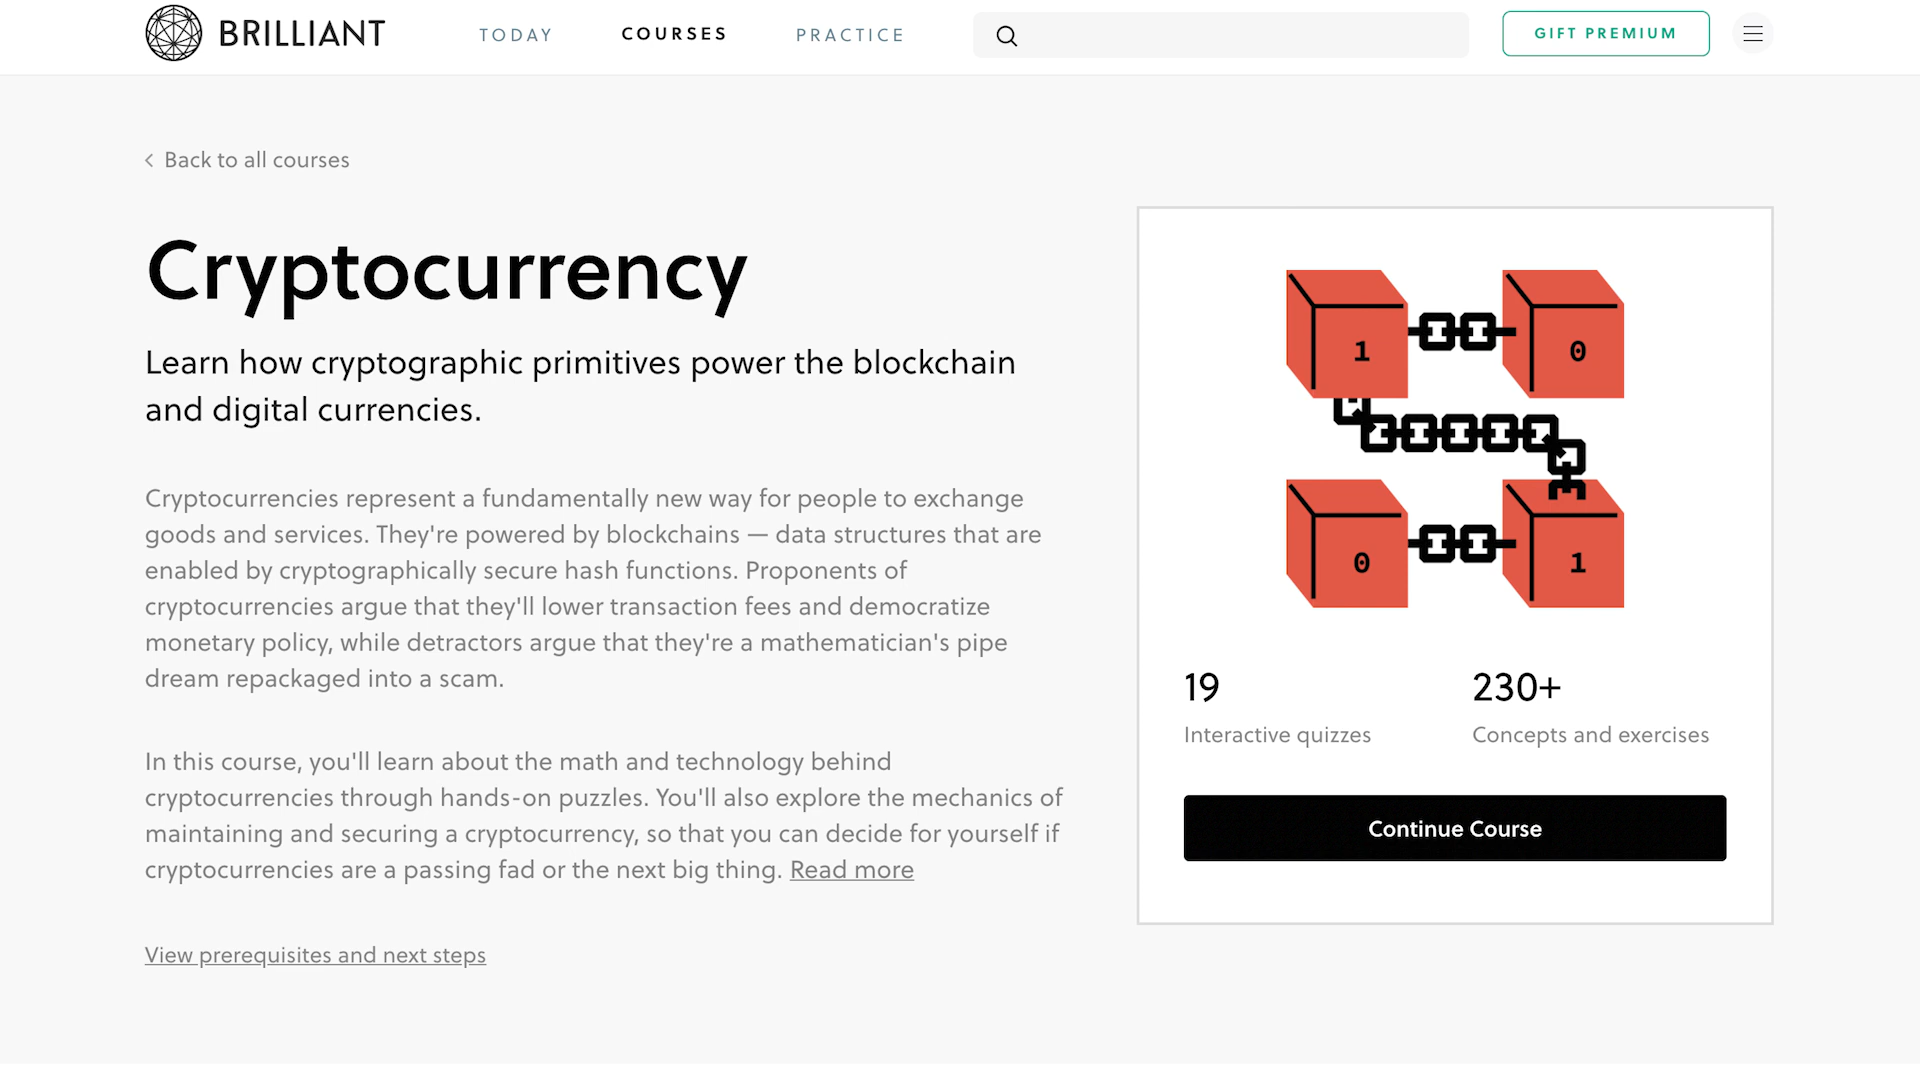 BRILLIANT
TODAY
COURSES
PRACTICE
GIFT PREMIUM
Back to all courses
Cryptocurrency
Learn how cryptographic primitives power the blockchain
and digital currencies.
Cryptocurrencies represent a fundamentally new way for people to exchange
goods and services. They're powered by blockchains — data structures that are
enabled by cryptographically secure hash functions. Proponents of
cryptocurrencies argue that they'll lower transaction fees and democratize
monetary policy, while detractors argue that they're a mathematician's pipe
dream repackaged into a scam.
In this course, you'll learn about the math and technology behind
cryptocurrencies through hands-on puzzles. You'll also explore the mechanics of
maintaining and securing a cryptocurrency, so that you can decide for yourself if
cryptocurrencies are a passing fad or the next big thing. Read more
View prerequisites and next steps
1
0
0
1
19
230+
Interactive quizzes
Concepts and exercises
Continue Course